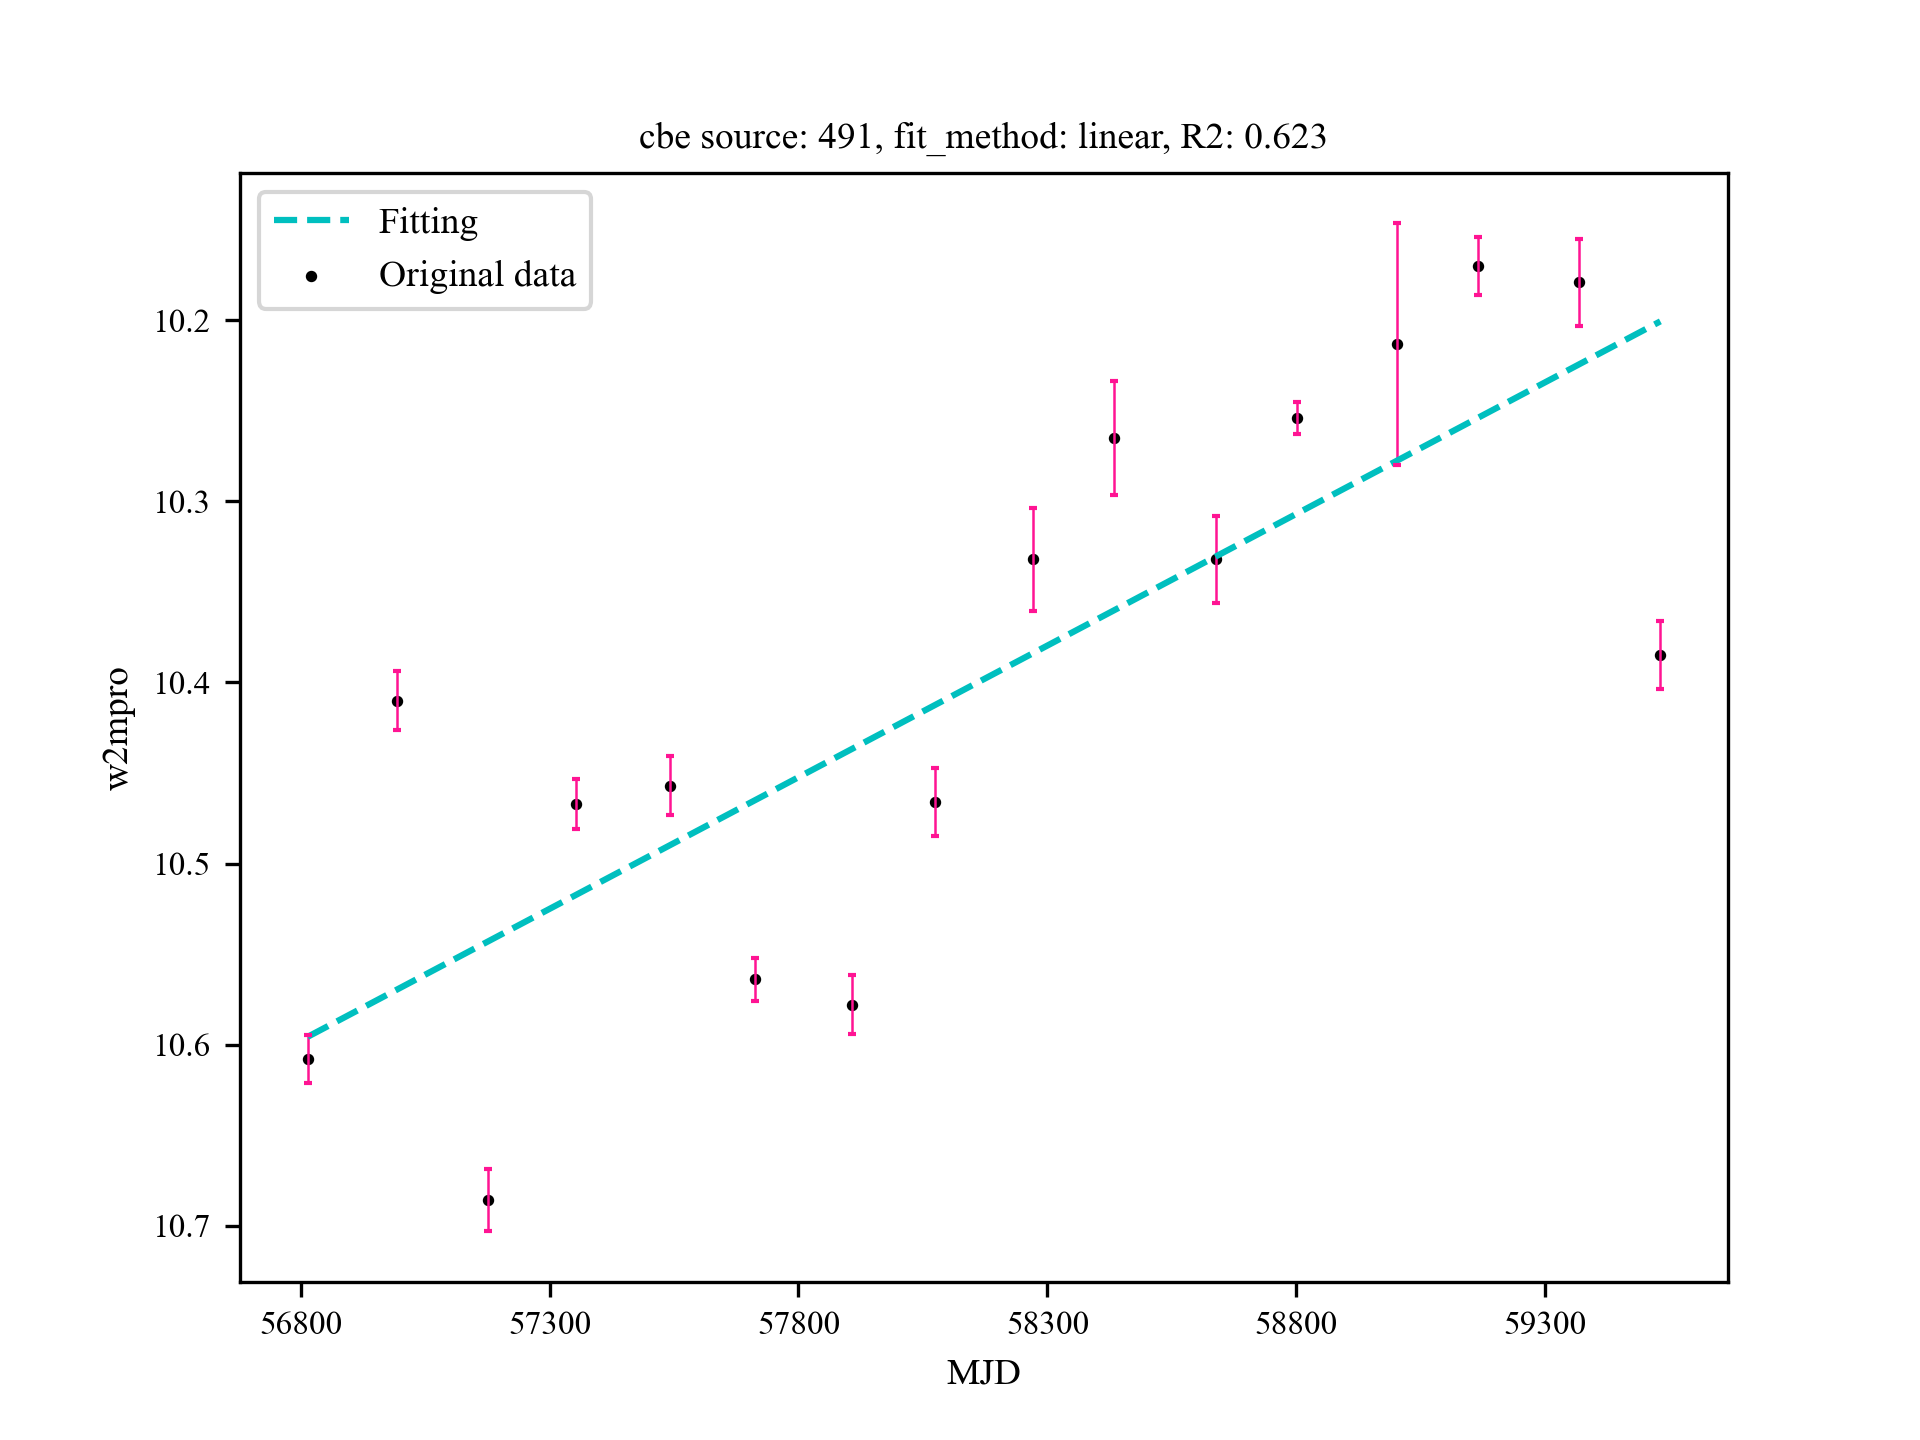 cbe source: 491, fit_method: linear, R2: 0.623
Fitting
Original data
10.2
10.3
10.4
10.5
10.6
10.7
w2mpro
56800 57300 57800 58300 58800 59300
MJD